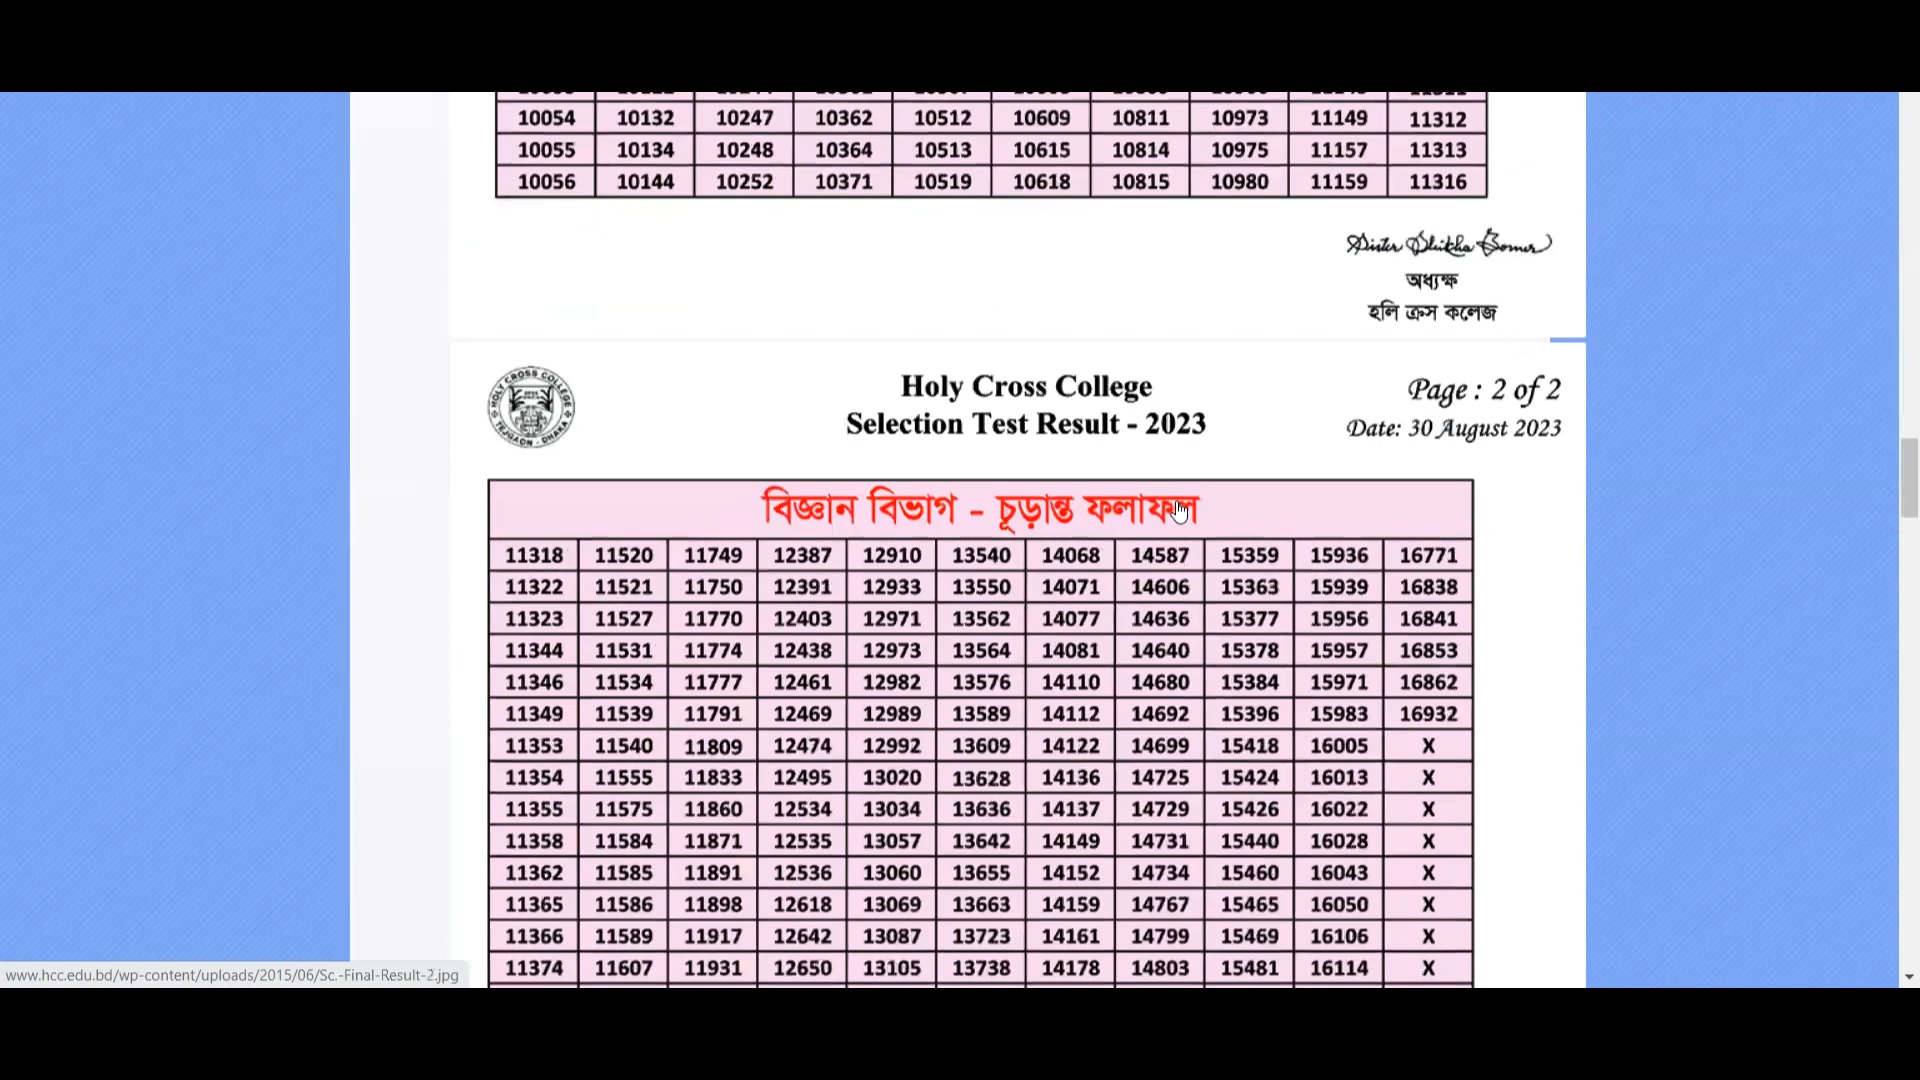 10054 10132 10247 10362 10512 10609 10811 10973 11149 11312
10055 10134 10248 10364 10513 10615 10814 10975 11157 11313
10056 10144 10252 10371 10519 10618 10815 10980 11159 11316
অধ্যক্ষ
হলি ক্রস কলেজ
HOLY CROSS COLLEGE
TEJGAON - DHAKA
Holy Cross College
Selection Test Result - 2023
Page : 2 of 2
Date: 30 August 2023
বিজ্ঞান বিভাগ - চূড়ান্ত ফলাফল
11318 11520 11749 12387 12910 13540 14068 14587 15359 15936 16771
11322 11521 11750 12391 12933 13550 14071 14606 15363 15939 16838
11323 11527 11770 12403 12971 13562 14077 14636 15377 15956 16841
11344 11531 11774 12438 12973 13564 14081 14640 15378 15957 16853
11346 11534 11777 12461 12982 13576 14110 14680 15384 15971 16862
11349 11539 11791 12469 12989 13589 14112 14692 15396 15983 16932
11353 11540 11809 12474 12992 13609 14122 14699 15418 16005 X
11354 11555 11833 12495 13020 13628 14136 14725 15424 16013 X
11355 11575 11860 12534 13034 13636 14137 14729 15426 16022 X
11358 11584 11871 12535 13057 13642 14149 14731 15440 16028 X
11362 11585 11891 12536 13060 13655 14152 14734 15460 16043 X
11365 11586 11898 12618 13069 13663 14159 14767 15465 16050 X
11366 11589 11917 12642 13087 13723 14161 14799 15469 16106 X
11374 11607 11931 12650 13105 13738 14178 14803 15481 16114 X
www.hcc.edu.bd/wp-content/uploads/2015/06/Sc.-Final-Result-2.jpg